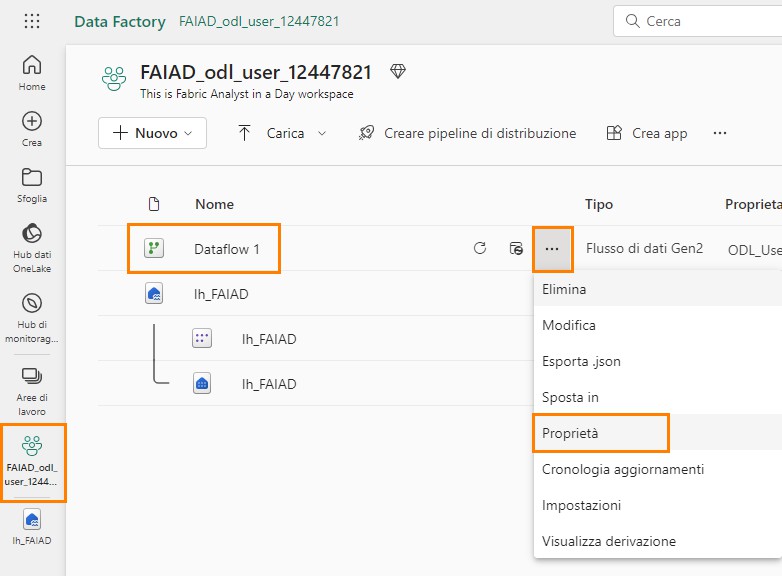 Data Factory FAIAD_odl_user_12447821
Cerca
Home
Crea
Sfoglia
Hub dati
OneLake
Hub di
monitorag...
Aree di
lavoro
FAIAD_odl_
user_1244...
lh_FAIAD
FAIAD_odl_user_12447821
This is Fabric Analyst in a Day workspace
Nuovo Carica Creare pipeline di distribuzione Crea app ...
Nome Tipo Proprieta
Dataflow 1 ... Flusso di dati Gen2 ODL_Use
lh_FAIAD
lh_FAIAD
lh_FAIAD
Elimina
Modifica
Esporta .json
Sposta in
Proprietà
Cronologia aggiornamenti
Impostazioni
Visualizza derivazione